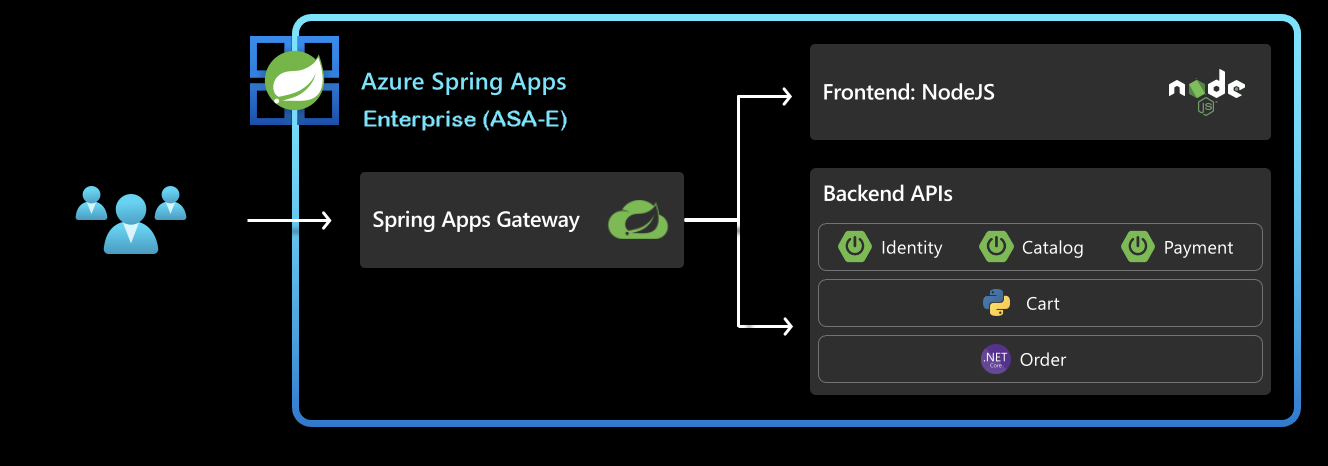 Azure Spring Apps
Enterprise (ASA-E)
Spring Apps Gateway
Frontend: NodeJS
node
JS
Backend APIs
Identity
Catalog
Payment
Cart
.NET
Core
Order